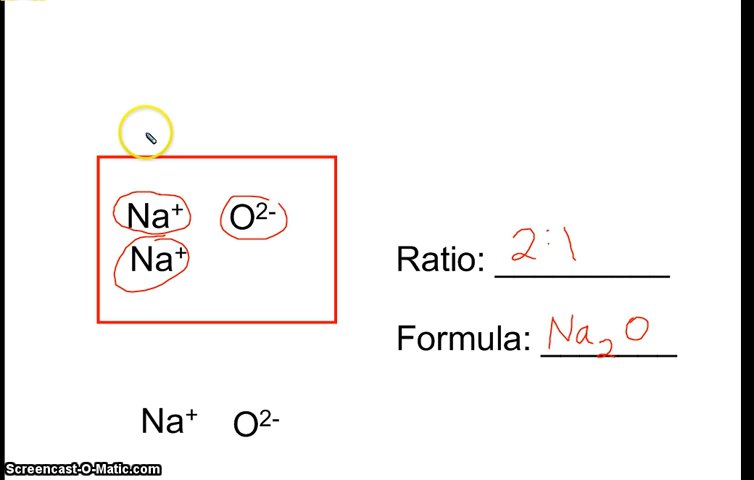 Na⁺ O²⁻
Na⁺
Ratio: 2:1
Formula: Na₂O
Na⁺ O²⁻
Screencast-O-Matic.com